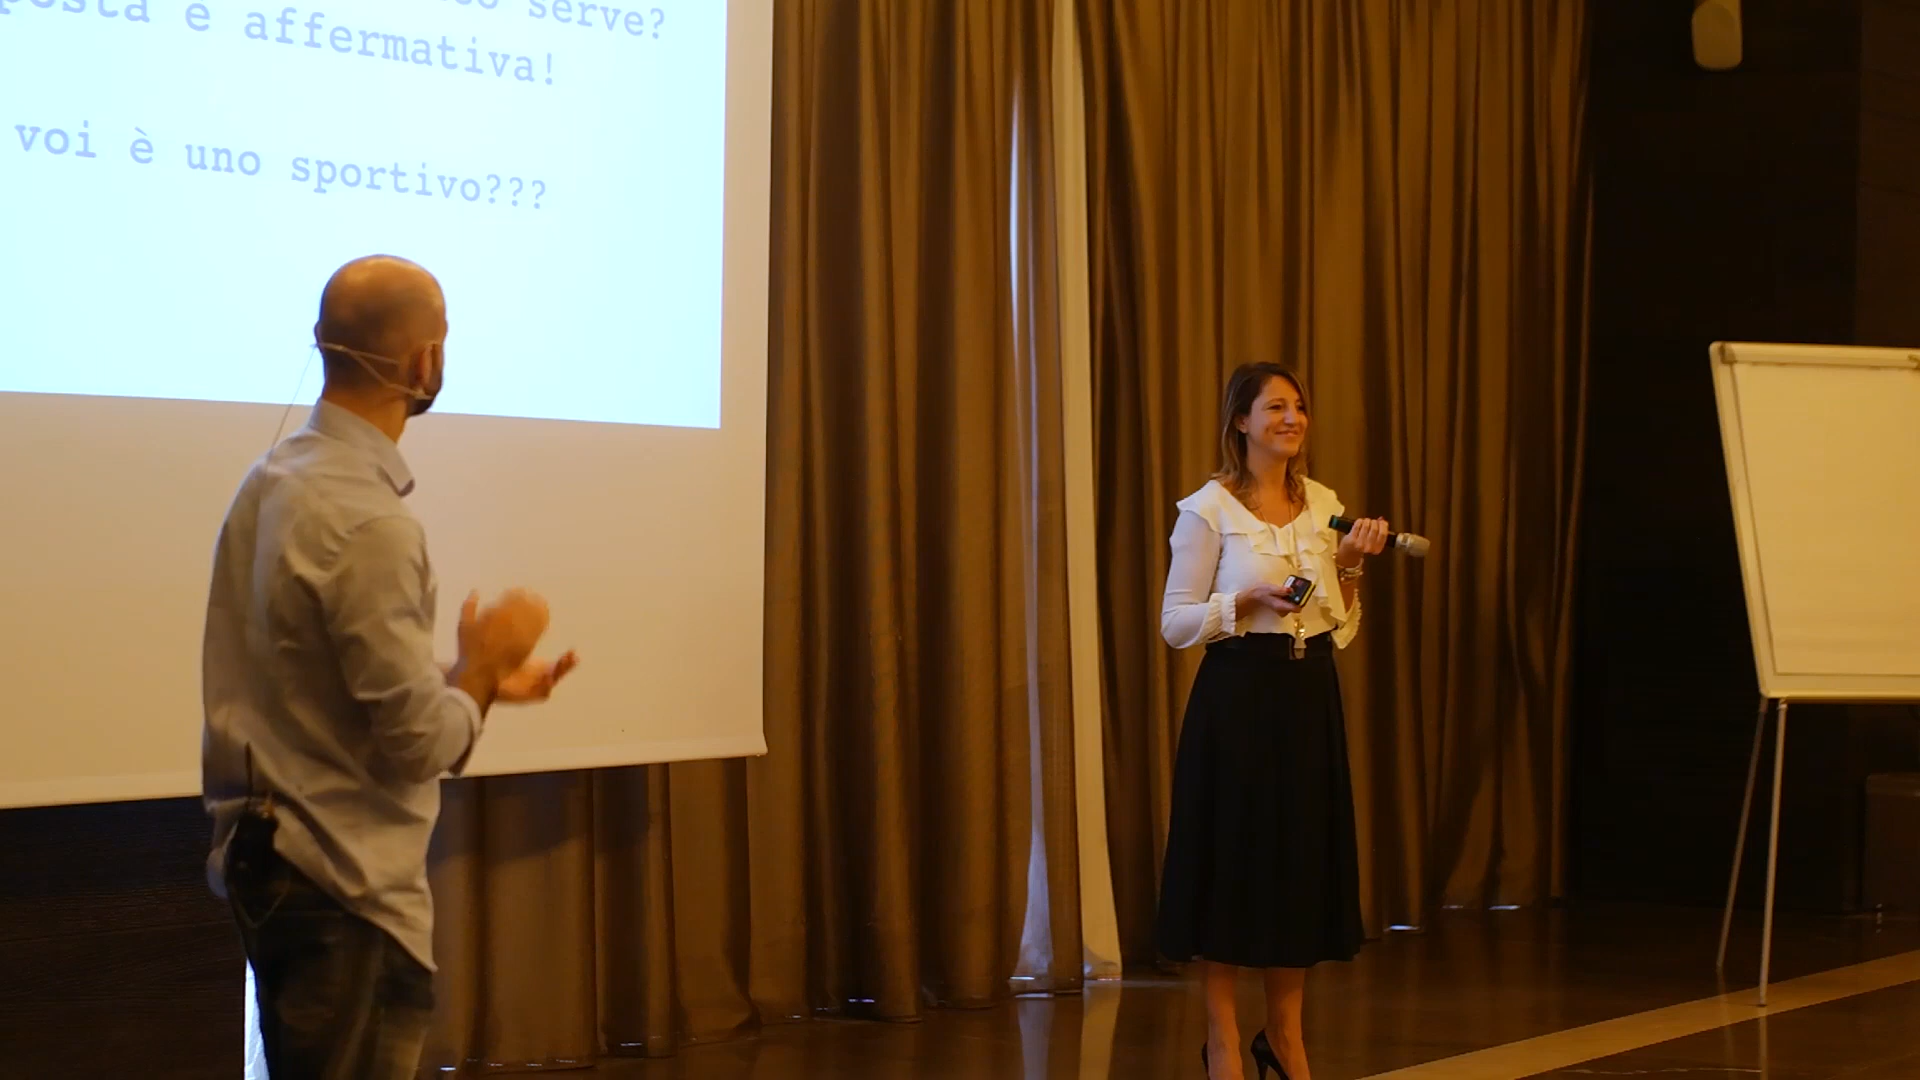 serve?
e affermativa!
voi è uno sportivo???